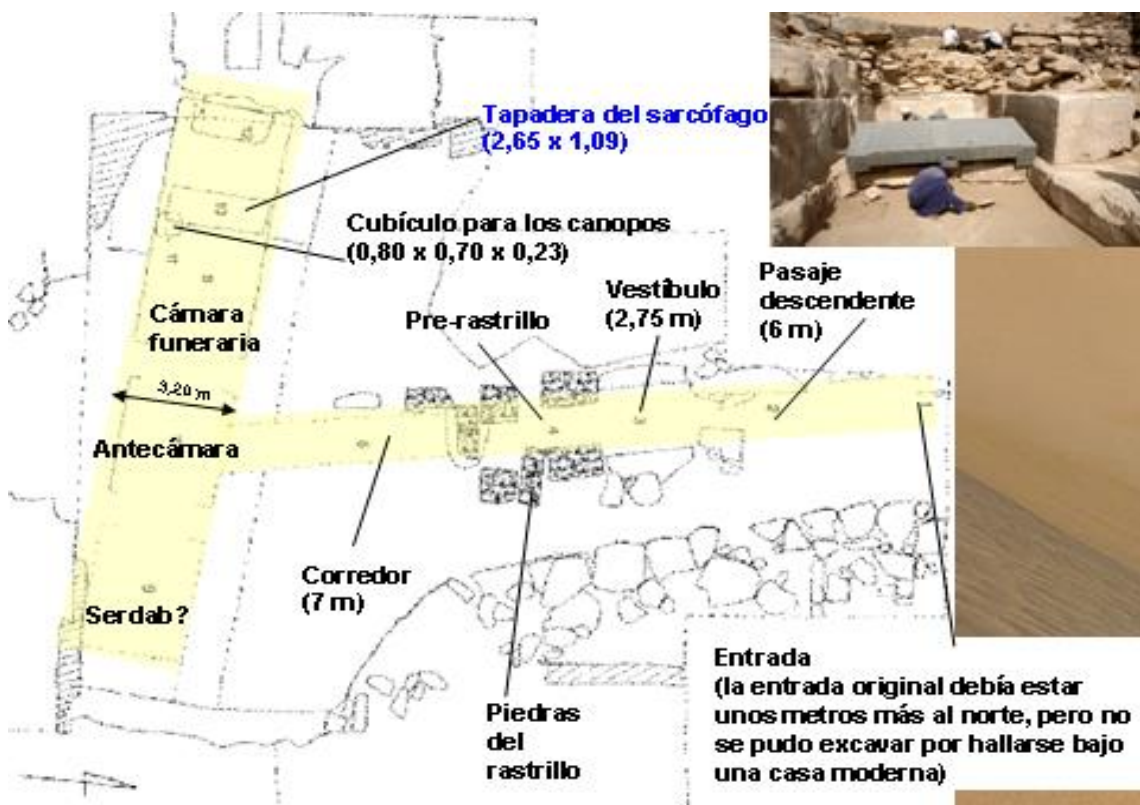 Tapadera del sarcófago
(2,65 x 1,09)
Cubículo para los canopos
(0,80 x 0,70 x 0,23)
Pasaje
descendente
(6 m)
Vestíbulo
(2,75 m)
Pre-rastrillo
Cámara
funeraria
3,20 m
Antecámara
Corredor
(7 m)
Serdab?
Piedras
del
rastrillo
Entrada
(la entrada original debía estar
unos metros más al norte, pero no
se pudo excavar por hallarse bajo
una casa moderna)